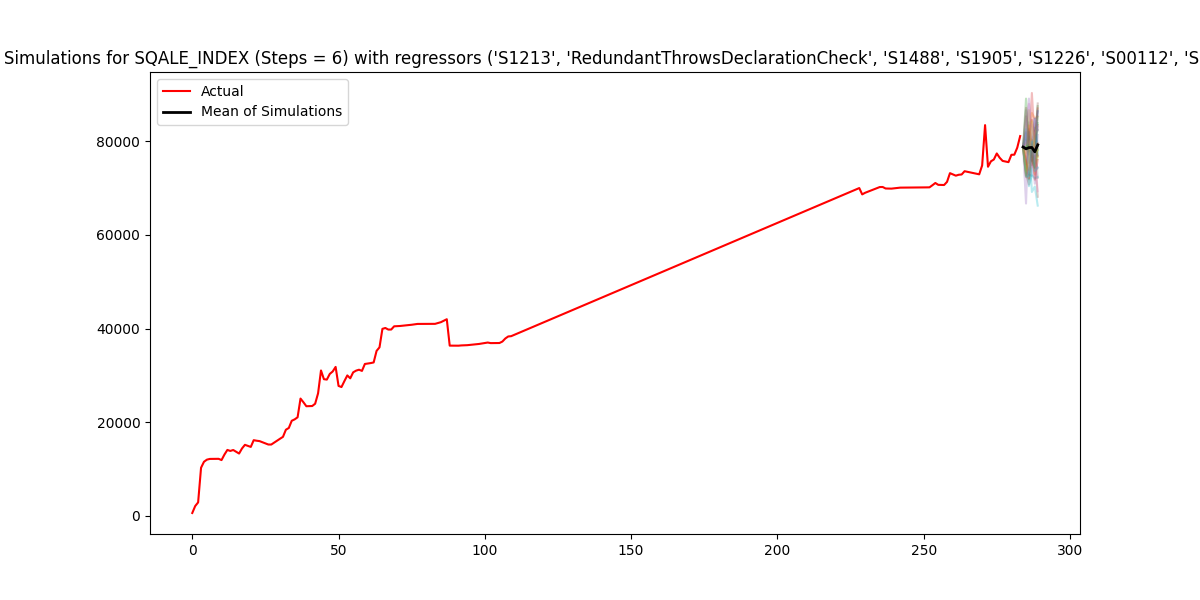 Simulations for SQALE_INDEX (Steps = 6) with regressors ('S1213', 'RedundantThrowsDeclarationCheck', 'S1488', 'S1905', 'S1226', 'S00112', 'S
Actual
Mean of Simulations
80000
60000
40000
20000
0
0 50 100 150 200 250 300